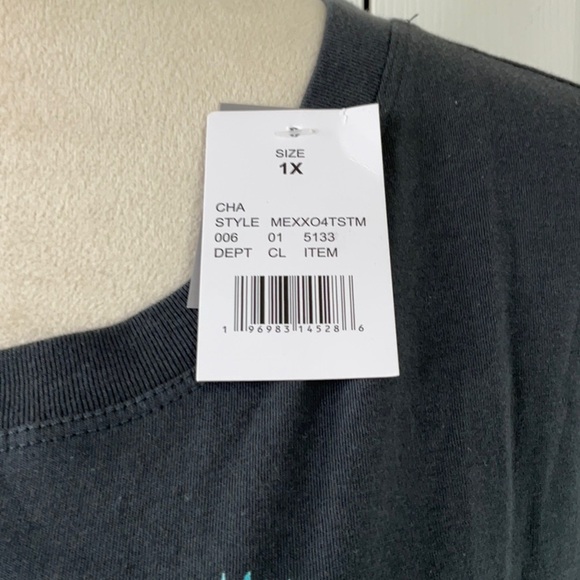 SIZE
1X
CHA
STYLE MEXXO4TSTM
006 01 5133
DEPT CL ITEM
1 96983 14528 6